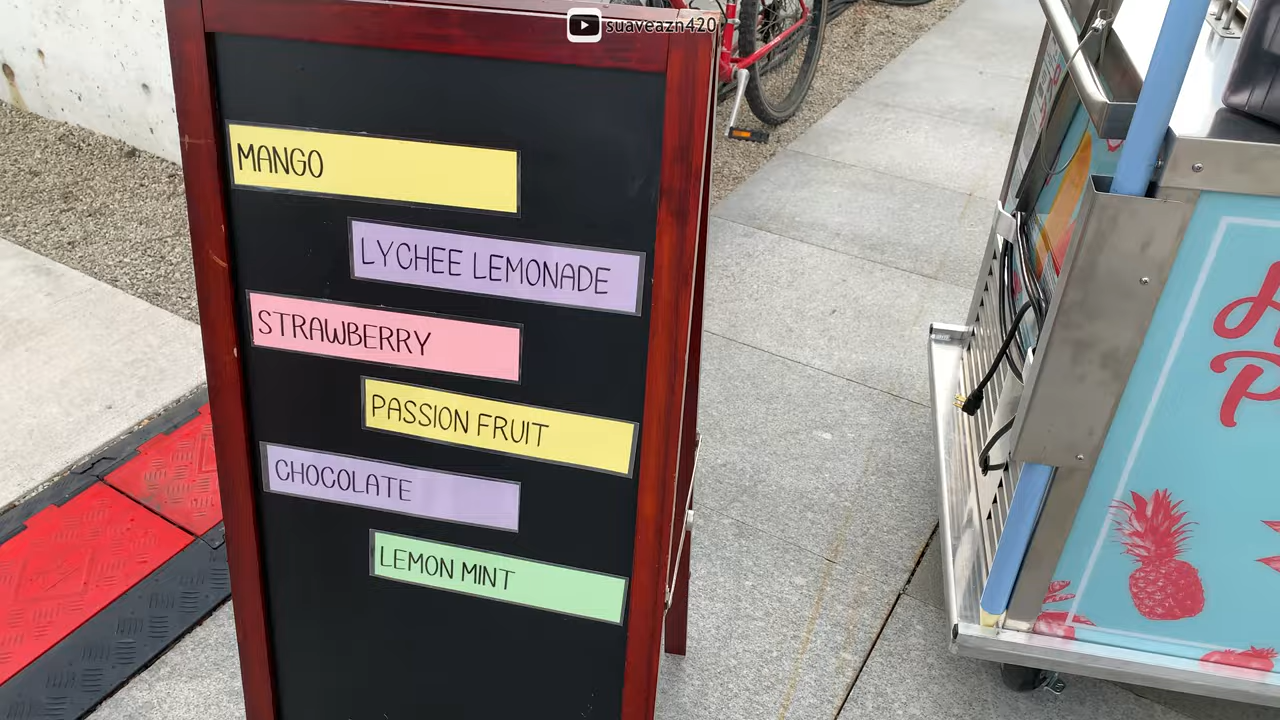 suaveazn420
MANGO
LYCHEE LEMONADE
STRAWBERRY
PASSION FRUIT
CHOCOLATE
LEMON MINT